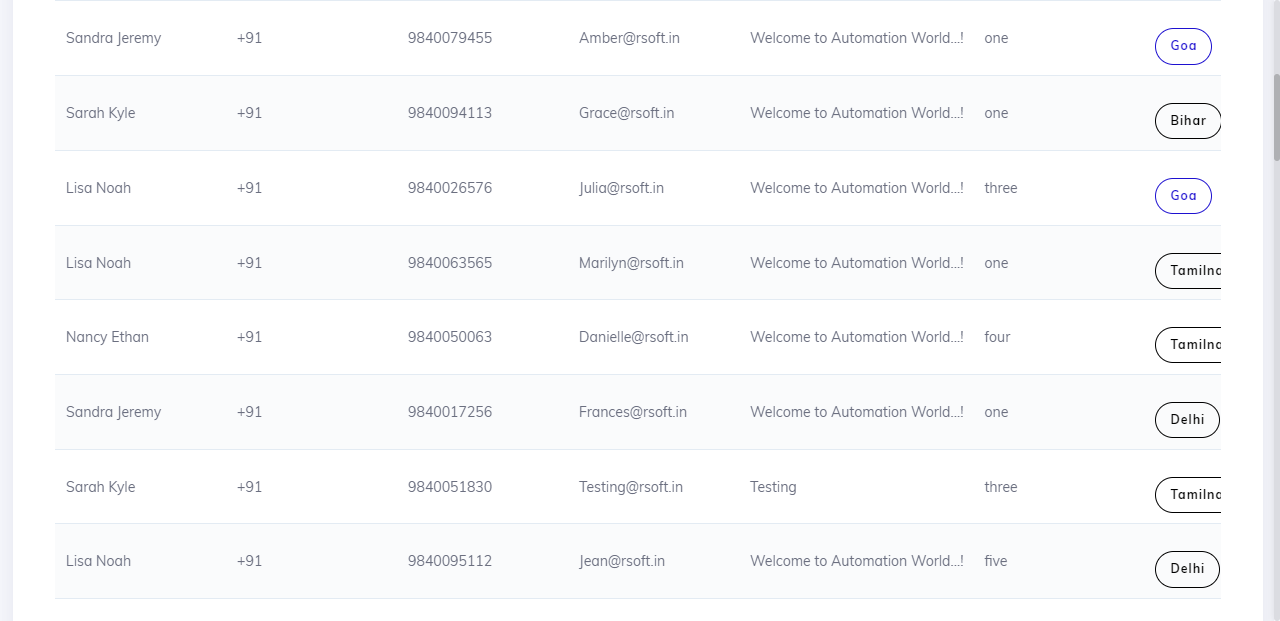 Sandra Jeremy +91 9840079455 Amber@rsoft.in Welcome to Automation World...! one Goa
Sarah Kyle +91 9840094113 Grace@rsoft.in Welcome to Automation World...! one Bihar
Lisa Noah +91 9840026576 Julia@rsoft.in Welcome to Automation World...! three Goa
Lisa Noah +91 9840063565 Marilyn@rsoft.in Welcome to Automation World...! one Tamilna
Nancy Ethan +91 9840050063 Danielle@rsoft.in Welcome to Automation World...! four Tamilna
Sandra Jeremy +91 9840017256 Frances@rsoft.in Welcome to Automation World...! one Delhi
Sarah Kyle +91 9840051830 Testing@rsoft.in Testing three Tamilna
Lisa Noah +91 9840095112 Jean@rsoft.in Welcome to Automation World...! five Delhi